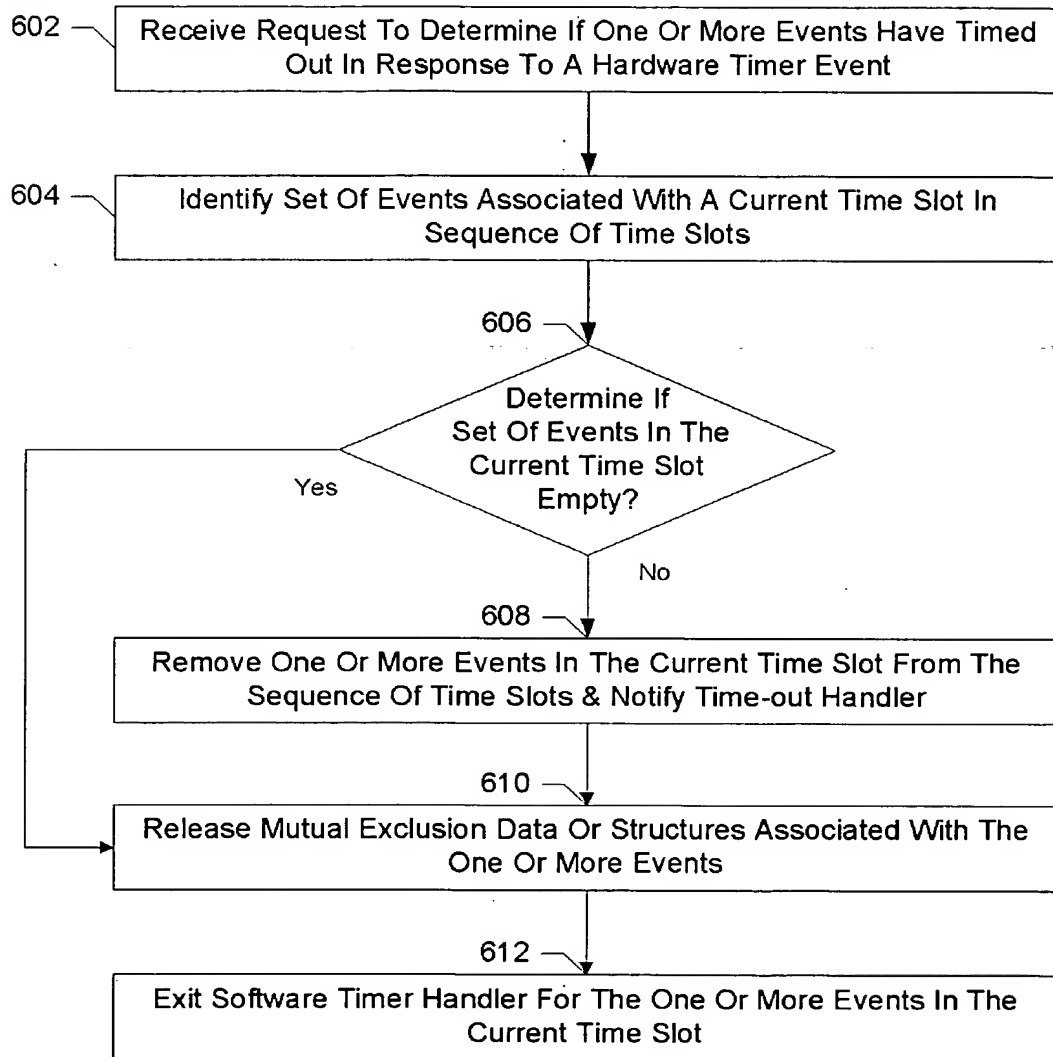 602
Receive Request To Determine If One Or More Events Have Timed
Out In Response To A Hardware Timer Event
604
Identify Set Of Events Associated With A Current Time Slot In
Sequence Of Time Slots
606
Determine If
Set Of Events In The
Current Time Slot
Empty?
Yes
No
608
Remove One Or More Events In The Current Time Slot From The
Sequence Of Time Slots & Notify Time-out Handler
610
Release Mutual Exclusion Data Or Structures Associated With The
One Or More Events
612
Exit Software Timer Handler For The One Or More Events In The
Current Time Slot